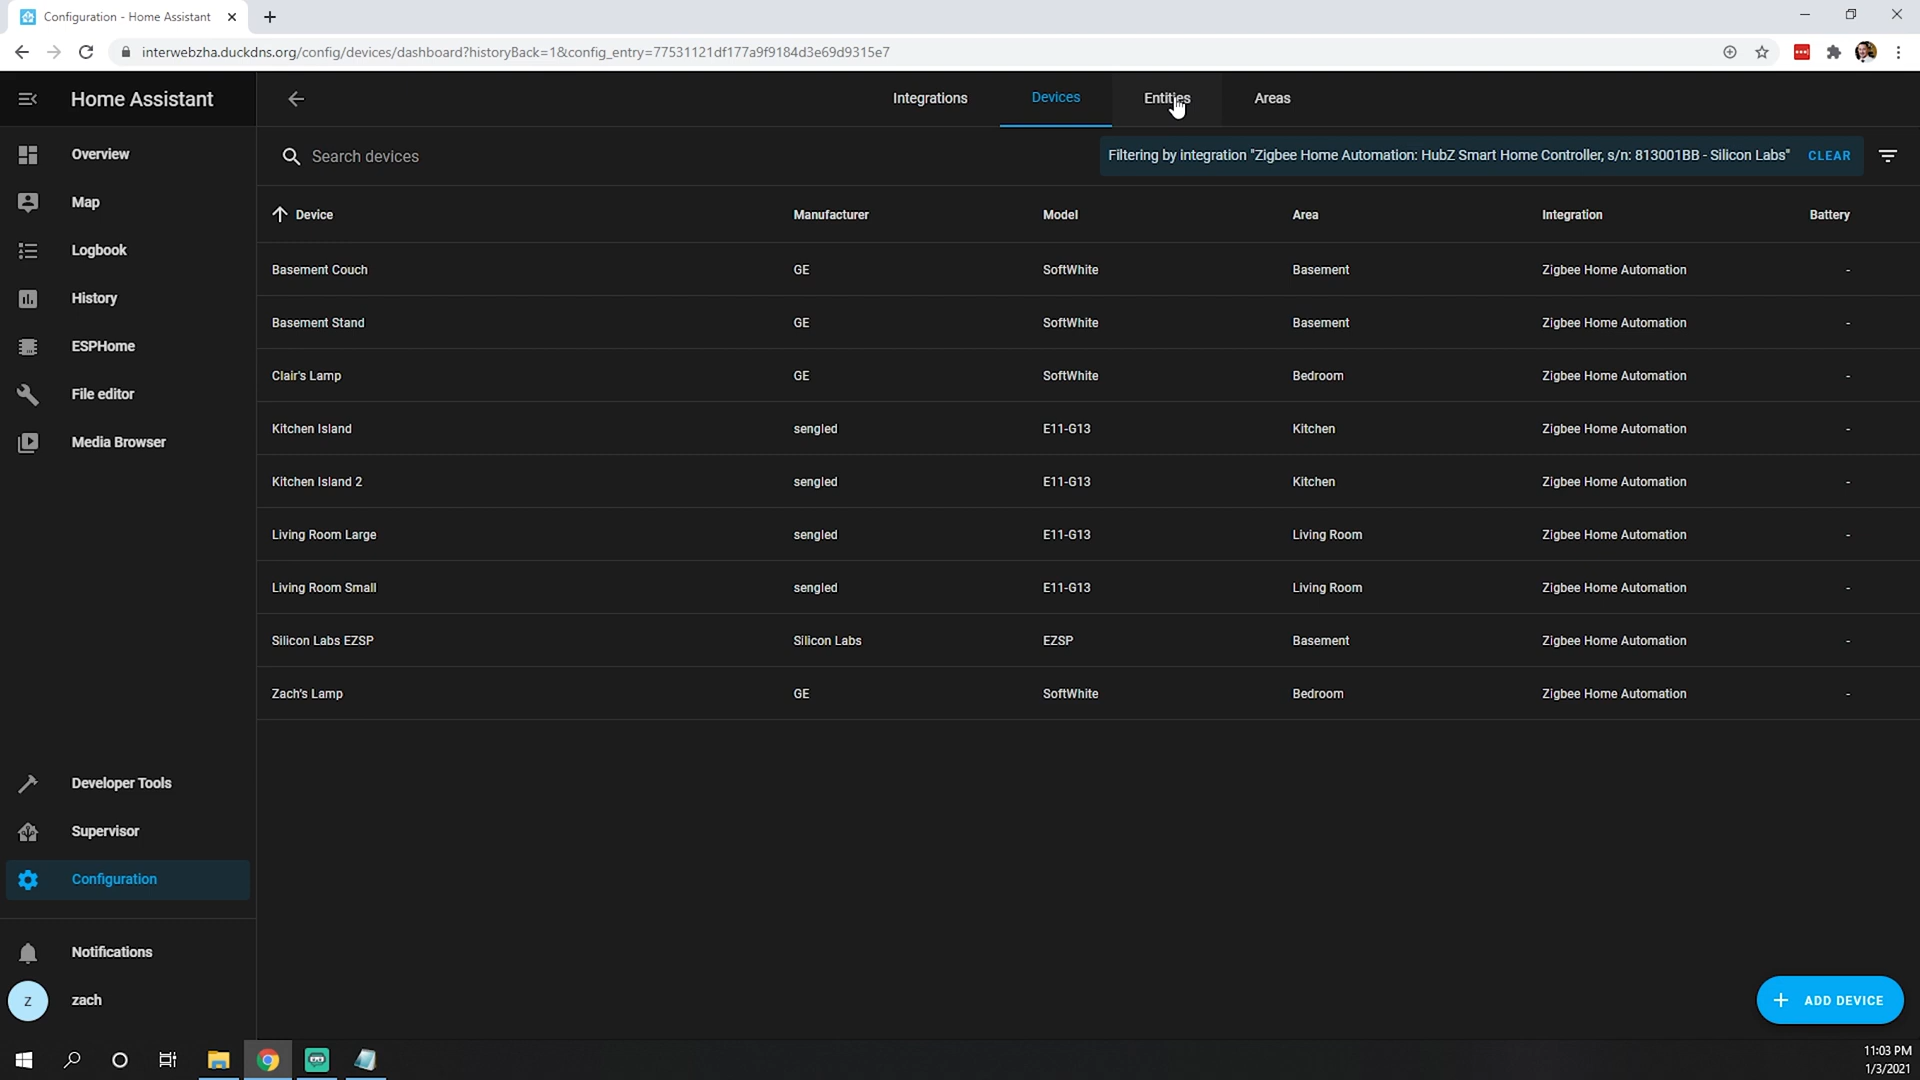 Configuration - Home Assistant
interwebzha.duckdns.org/config/devices/dashboard?historyBack=1&config_entry=77531121df177a9f9184d3e69d9315e7
Home Assistant
Integrations Devices Entities Areas
Overview
Map
Logbook
History
ESPHome
File editor
Media Browser
Developer Tools
Supervisor
Configuration
Notifications
Z zach
Search devices
Filtering by integration "Zigbee Home Automation: HubZ Smart Home Controller, s/n: 813001BB - Silicon Labs" CLEAR
Device Manufacturer Model Area Integration Battery
Basement Couch GE SoftWhite Basement Zigbee Home Automation -
Basement Stand GE SoftWhite Basement Zigbee Home Automation -
Clair's Lamp GE SoftWhite Bedroom Zigbee Home Automation -
Kitchen Island sengled E11-G13 Kitchen Zigbee Home Automation -
Kitchen Island 2 sengled E11-G13 Kitchen Zigbee Home Automation -
Living Room Large sengled E11-G13 Living Room Zigbee Home Automation -
Living Room Small sengled E11-G13 Living Room Zigbee Home Automation -
Silicon Labs EZSP Silicon Labs EZSP Basement Zigbee Home Automation -
Zach's Lamp GE SoftWhite Bedroom Zigbee Home Automation -
+ ADD DEVICE
11:03 PM
1/3/2021